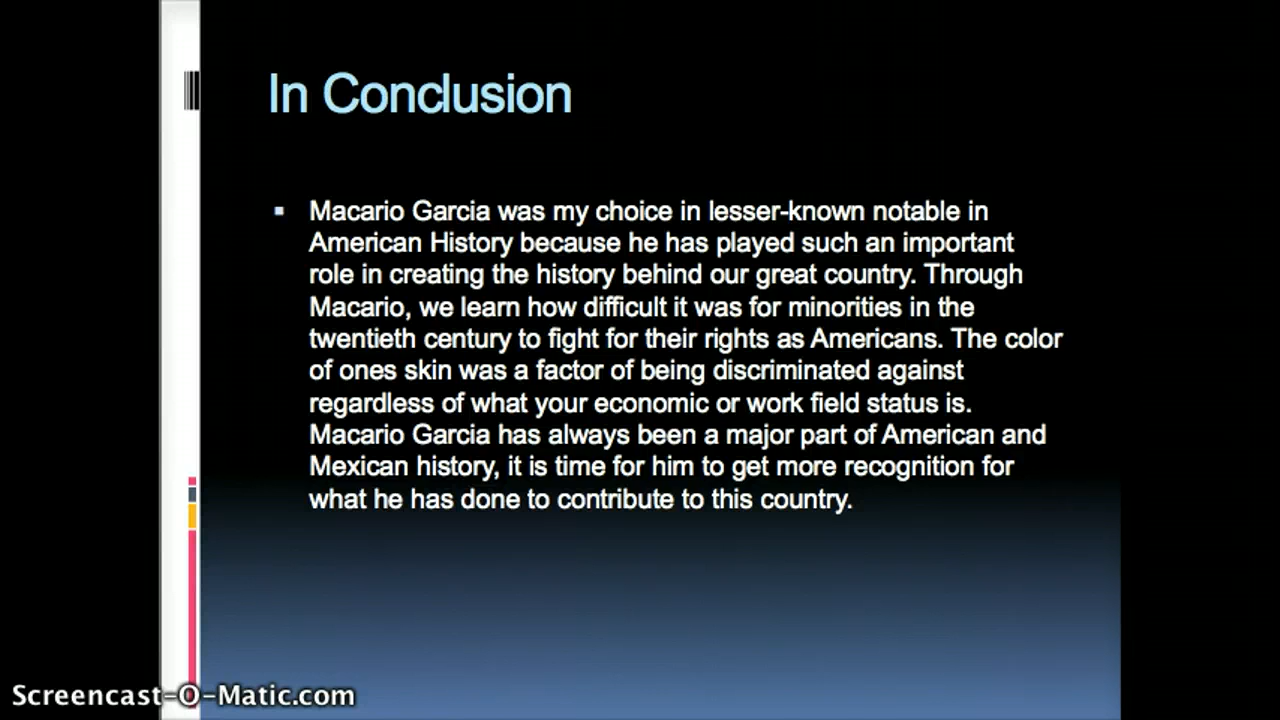 In Conclusion
▪ Macario Garcia was my choice in lesser-known notable in
American History because he has played such an important
role in creating the history behind our great country. Through
Macario, we learn how difficult it was for minorities in the
twentieth century to fight for their rights as Americans. The color
of ones skin was a factor of being discriminated against
regardless of what your economic or work field status is.
Macario Garcia has always been a major part of American and
Mexican history, it is time for him to get more recognition for
what he has done to contribute to this country.
Screencast-O-Matic.com